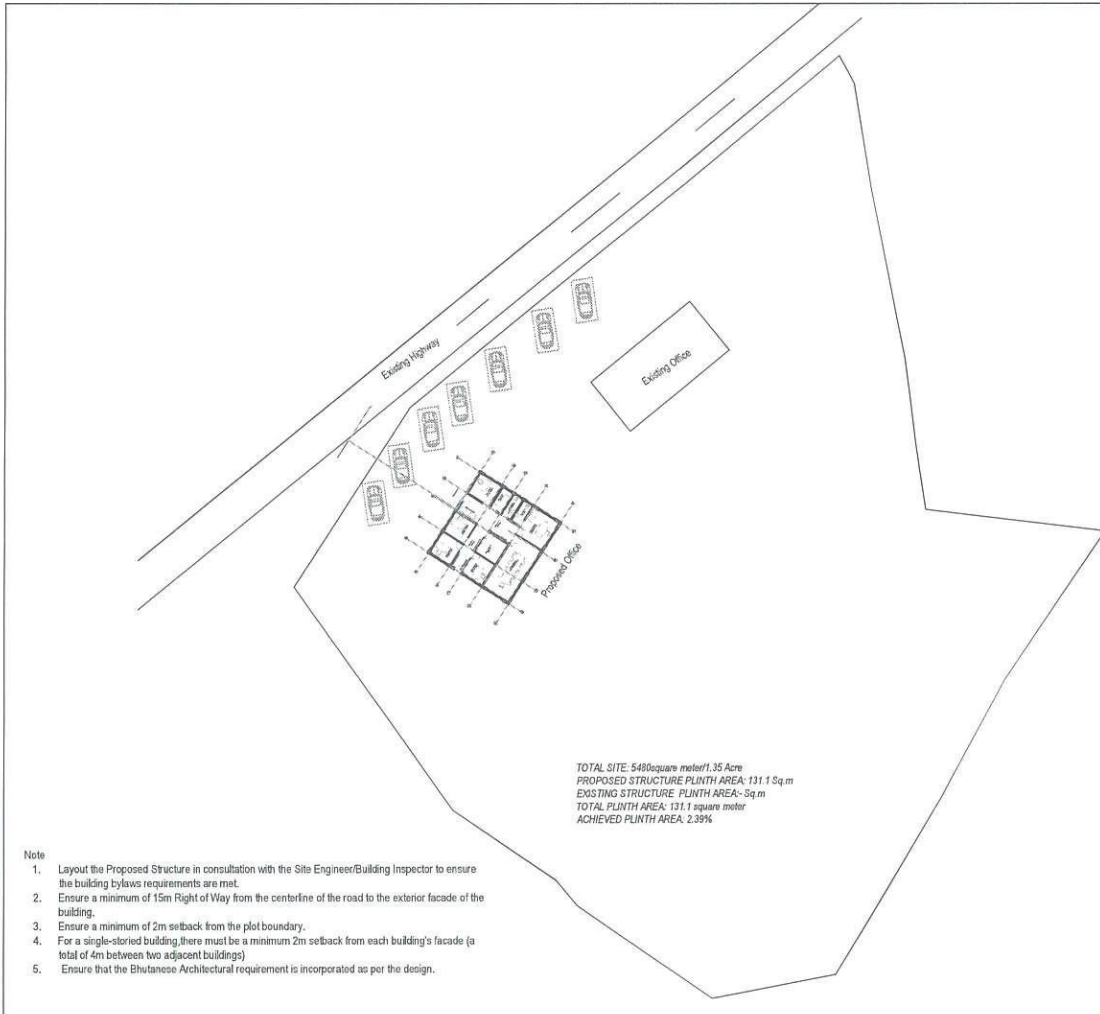 Existing Highway
Existing Office
Proposed Office
TOTAL SITE: 5480square meter/1.35 Acre
PROPOSED STRUCTURE PLINTH AREA: 131.1 Sq.m
EXISTING STRUCTURE PLINTH AREA:- Sq.m
TOTAL PLINTH AREA: 131.1 square meter
ACHIEVED PLINTH AREA: 2.39%
Note
1. Layout the Proposed Structure in consultation with the Site Engineer/Building Inspector to ensure
the building bylaws requirements are met.
2. Ensure a minimum of 15m Right of Way from the centerline of the road to the exterior facade of the
building.
3. Ensure a minimum of 2m setback from the plot boundary.
4. For a single-storied building,there must be a minimum 2m setback from each building's facade (a
total of 4m between two adjacent buildings)
5. Ensure that the Bhutanese Architectural requirement is incorporated as per the design.